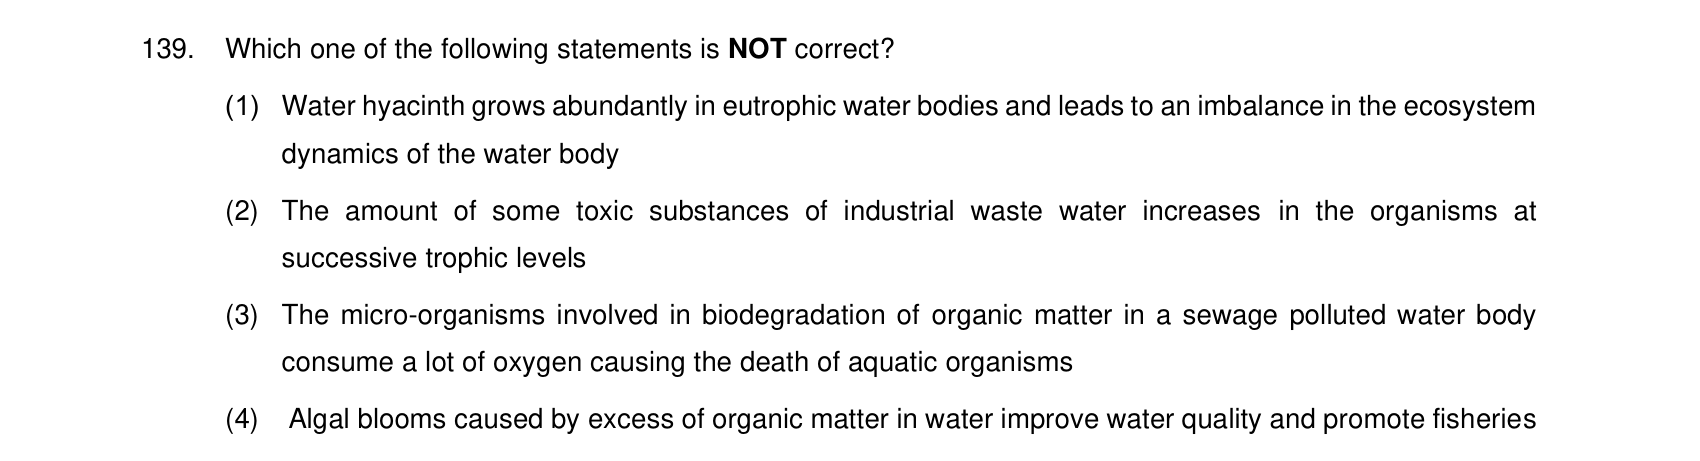 139. Which one of the following statements is NOT correct?
(1) Water hyacinth grows abundantly in eutrophic water bodies and leads to an imbalance in the ecosystem
dynamics of the water body
(2) The amount of some toxic substances of industrial waste water increases in the organisms at
successive trophic levels
(3) The micro-organisms involved in biodegradation of organic matter in a sewage polluted water body
consume a lot of oxygen causing the death of aquatic organisms
(4) Algal blooms caused by excess of organic matter in water improve water quality and promote fisheries